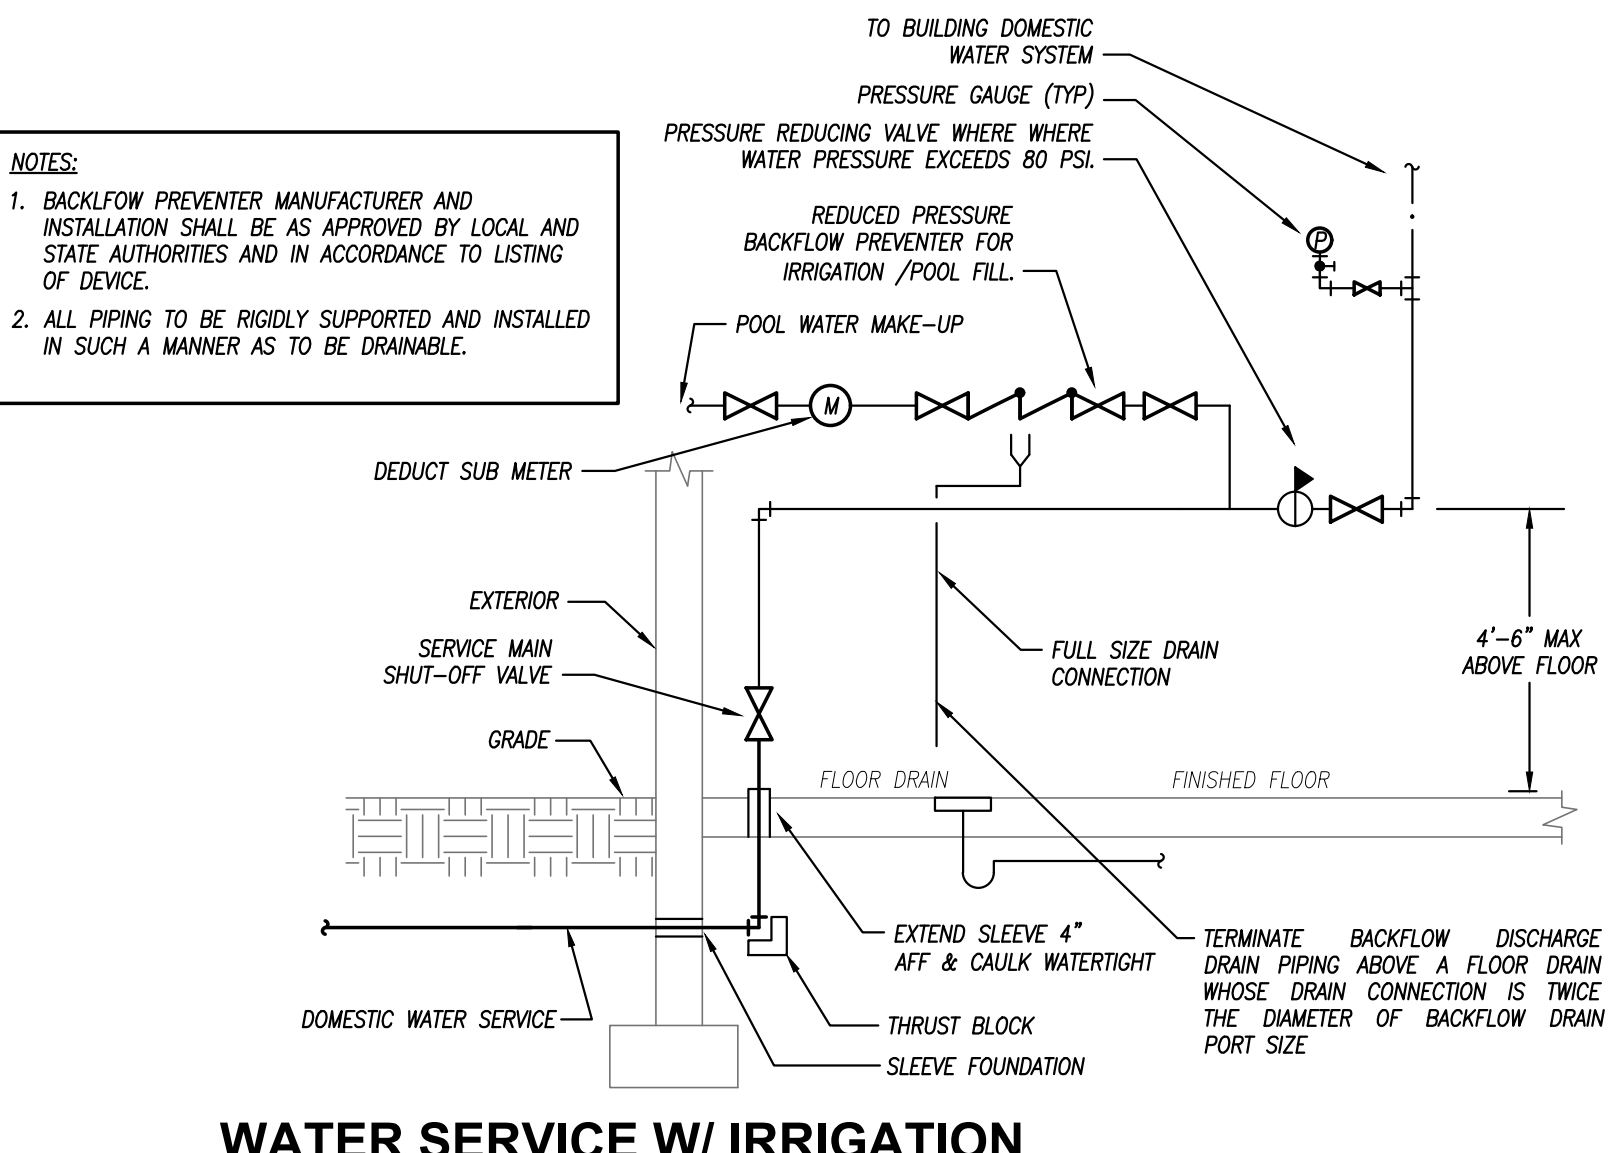 TO BUILDING DOMESTIC
WATER SYSTEM
PRESSURE GAUGE (TYP)
PRESSURE REDUCING VALVE WHERE WHERE
WATER PRESSURE EXCEEDS 80 PSI.
NOTES:
1. BACKLFOW PREVENTER MANUFACTURER AND
INSTALLATION SHALL BE AS APPROVED BY LOCAL AND
STATE AUTHORITIES AND IN ACCORDANCE TO LISTING
OF DEVICE.
2. ALL PIPING TO BE RIGIDLY SUPPORTED AND INSTALLED
IN SUCH A MANNER AS TO BE DRAINABLE.
REDUCED PRESSURE
BACKFLOW PREVENTER FOR
IRRIGATION /POOL FILL.
P
POOL WATER MAKE-UP
M
DEDUCT SUB METER
EXTERIOR
SERVICE MAIN
SHUT-OFF VALVE
FULL SIZE DRAIN
CONNECTION
4'-6" MAX
ABOVE FLOOR
GRADE
FLOOR DRAIN
FINISHED FLOOR
EXTEND SLEEVE 4"
AFF & CAULK WATERTIGHT
TERMINATE BACKFLOW DISCHARGE
DRAIN PIPING ABOVE A FLOOR DRAIN
WHOSE DRAIN CONNECTION IS TWICE
THE DIAMETER OF BACKFLOW DRAIN
PORT SIZE
DOMESTIC WATER SERVICE
THRUST BLOCK
SLEEVE FOUNDATION
WATER SERVICE W/ IRRIGATION